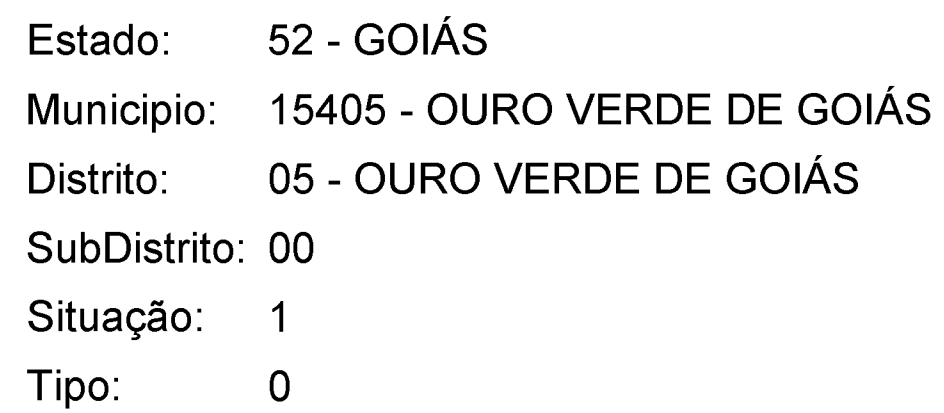 Estado: 52 - GOIÁS
Municipio: 15405 - OURO VERDE DE GOIÁS
Distrito: 05 - OURO VERDE DE GOIÁS
SubDistrito: 00
Situação: 1
Tipo: 0